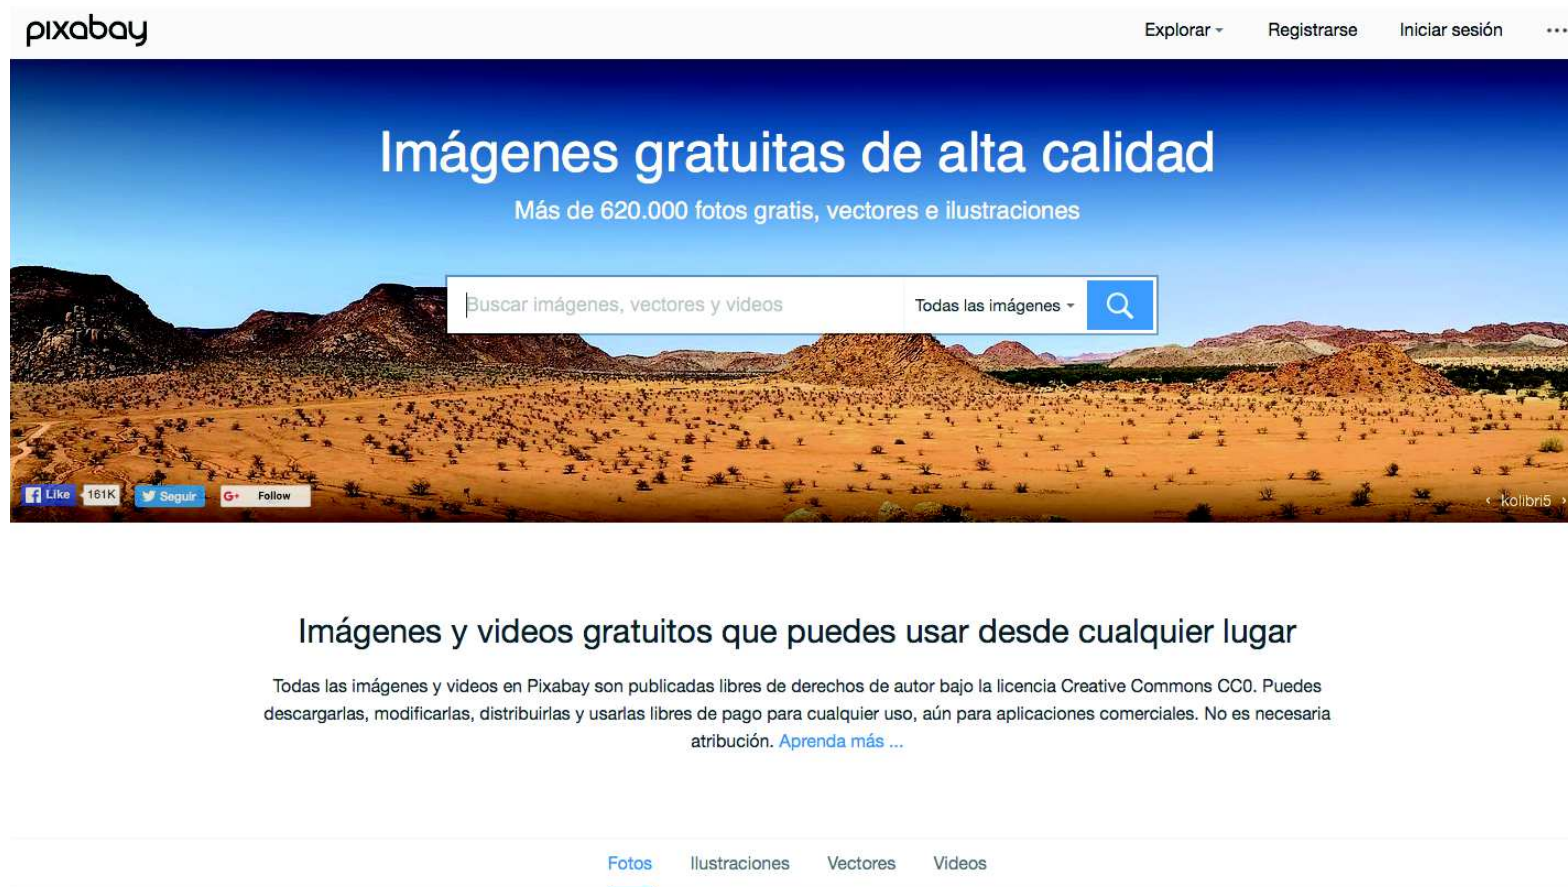 pixabay
Explorar Registrarse Iniciar sesión ...
Imágenes gratuitas de alta calidad
Más de 620.000 fotos gratis, vectores e ilustraciones
Buscar imágenes, vectores y videos Todas las imágenes
Like 161K Seguir G+ Follow
‹ kolibri5 ›
Imágenes y videos gratuitos que puedes usar desde cualquier lugar
Todas las imágenes y videos en Pixabay son publicadas libres de derechos de autor bajo la licencia Creative Commons CC0. Puedes
descargarlas, modificarlas, distribuirlas y usarlas libres de pago para cualquier uso, aún para aplicaciones comerciales. No es necesaria
atribución. Aprenda más ...
Fotos Ilustraciones Vectores Videos